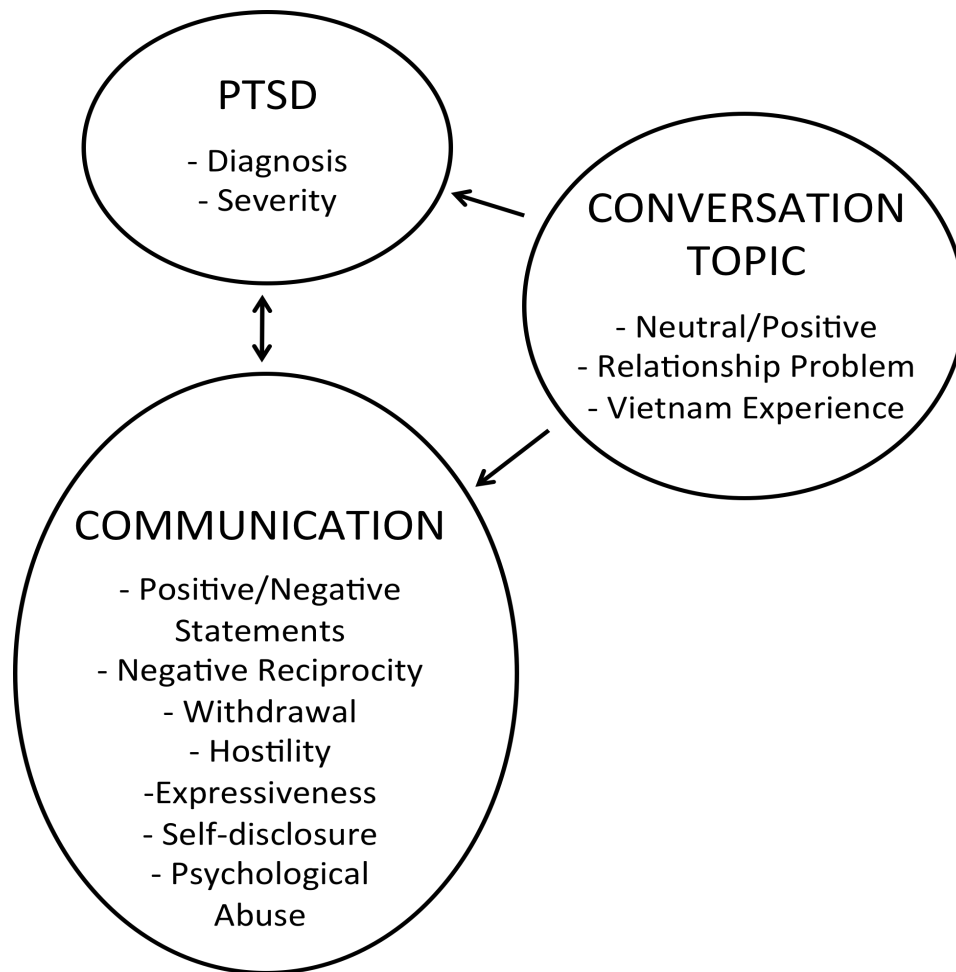 PTSD
- Diagnosis
- Severity
CONVERSATION
TOPIC
- Neutral/Positive
- Relationship Problem
- Vietnam Experience
COMMUNICATION
- Positive/Negative
Statements
- Negative Reciprocity
- Withdrawal
- Hostility
-Expressiveness
- Self-disclosure
- Psychological
Abuse